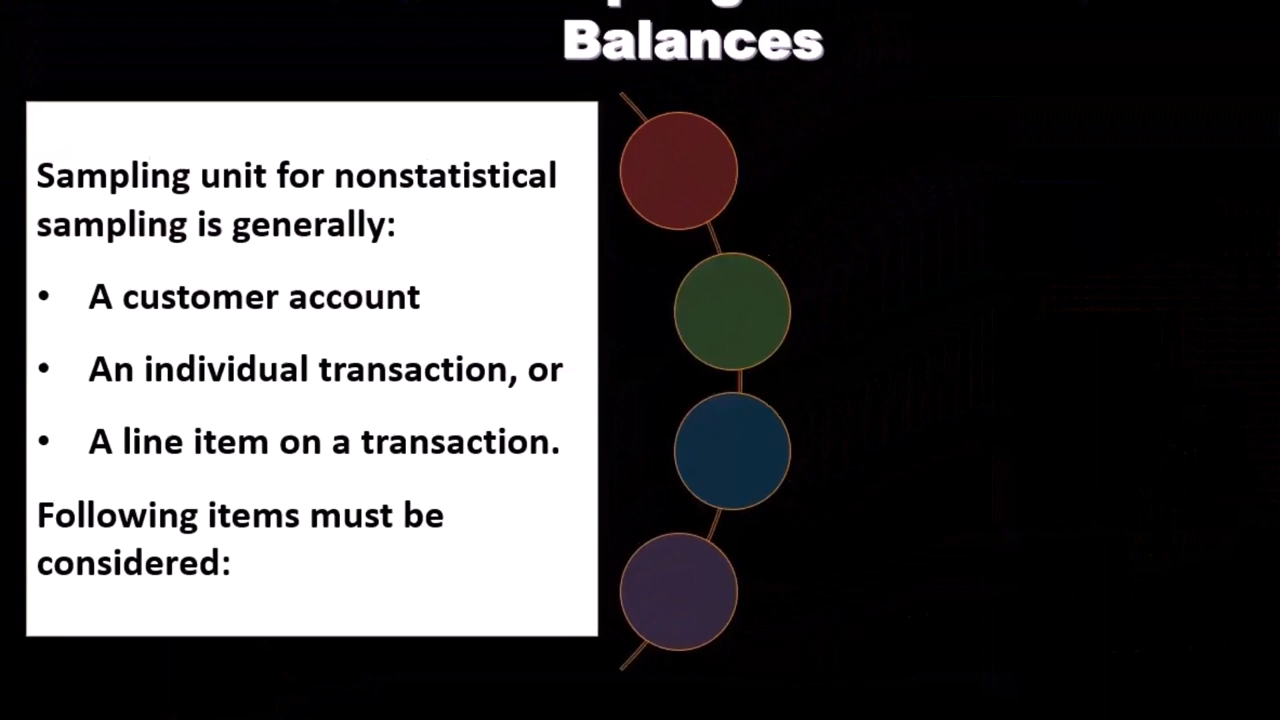 Balances
Sampling unit for nonstatistical
sampling is generally:
• A customer account
• An individual transaction, or
• A line item on a transaction.
Following items must be
considered: